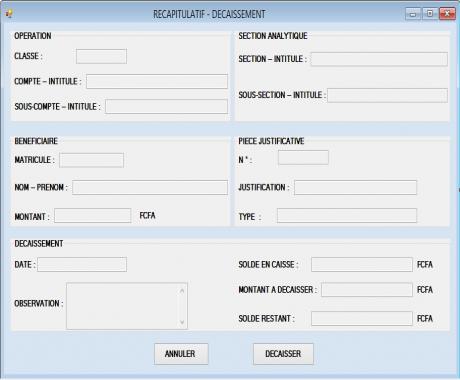 RECAPITULATIF - DECAISSEMENT
OPERATION
CLASSE :
COMPTE – INTITULE :
SOUS-COMPTE – INTITULE :
SECTION ANALYTIQUE
SECTION – INTITULE :
SOUS-SECTION – INTITULE :
BENEFICIAIRE
MATRICULE :
NOM – PRENOM :
MONTANT : FCFA
PIECE JUSTIFICATIVE
N ° :
JUSTIFICATION :
TYPE :
DECAISSEMENT
DATE :
OBSERVATION :
SOLDE EN CAISSE : FCFA
MONTANT A DECAISSER : FCFA
SOLDE RESTANT : FCFA
ANNULER DECAISSER